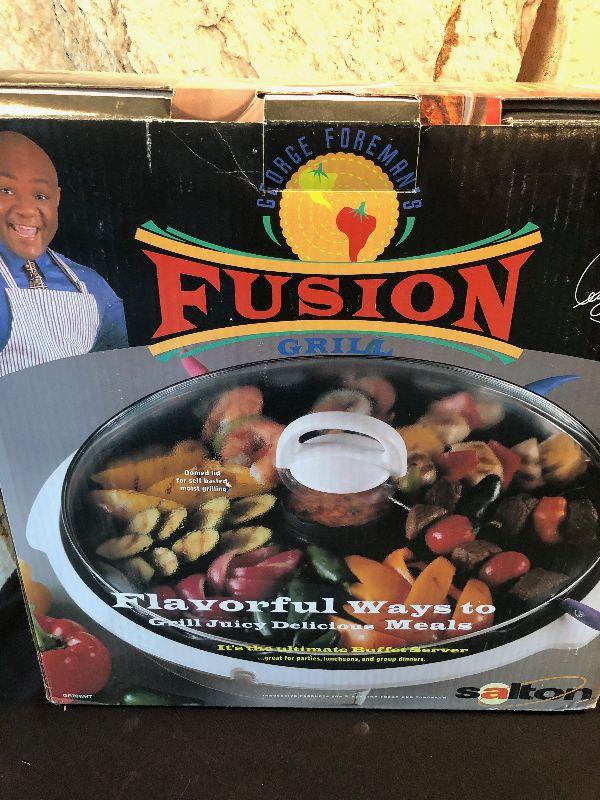 GEORGE FOREMAN'S
FUSION
GRILL
Domed lid
for self basted,
moist grilling
Flavorful Ways to
Grill Juicy Delicious Meals
It's the ultimate Buffet Server
...great for parties, luncheons, and group dinners.
salton